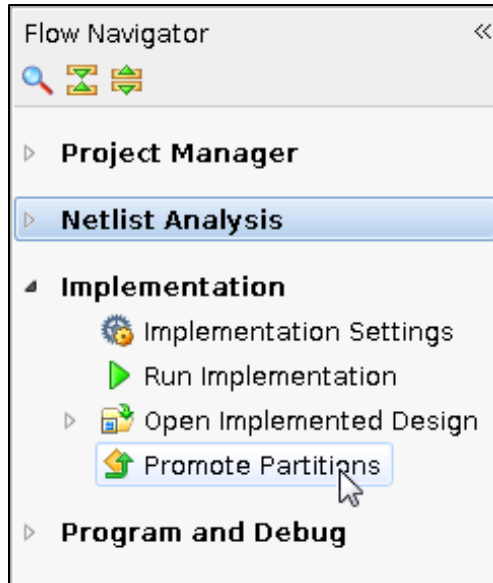 Flow Navigator
Project Manager
Netlist Analysis
Implementation
Implementation Settings
Run Implementation
Open Implemented Design
Promote Partitions
Program and Debug